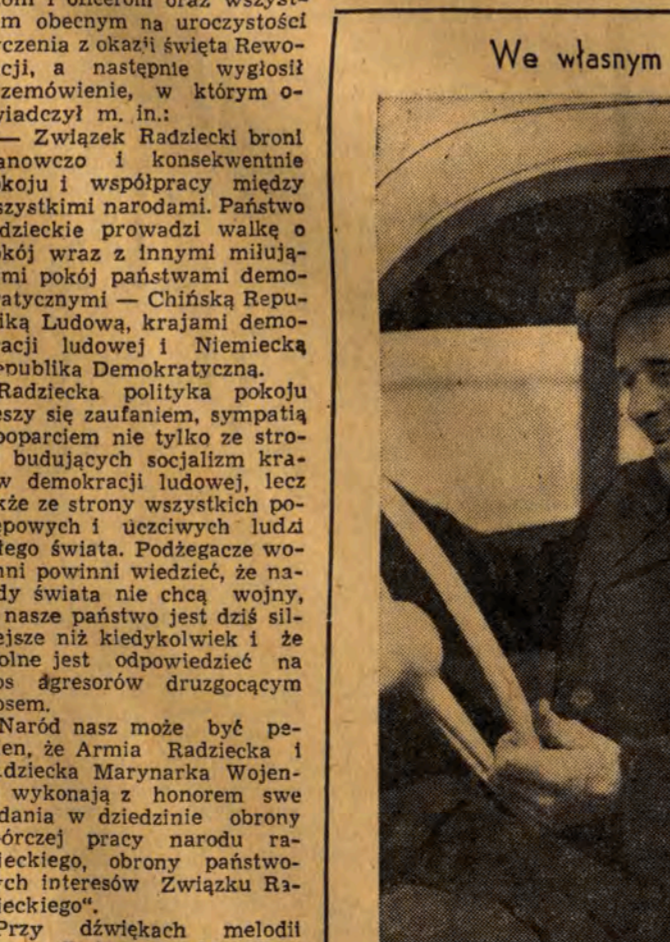 om obecnym na uroczystości
czenia z okazji święta Rewo-
cji, a następnie wygłosił
zemówienie, w którym o-
viadczył m. in.:
— Związek Radziecki broni
anowczo i konsekwentnie
koju i współpracy między
szystkimi narodami. Państwo
dzieckie prowadzi walkę o
kój wraz z innymi miłują-
mi pokój państwami demo-
ratycznymi — Chińską Repu-
iką Ludową, krajami demo-
acji ludowej i Niemiecką
epublika Demokratyczną.
Radziecka polityka pokoju
eszy się zaufaniem, sympatią
poparciem nie tylko ze stro-
budujących socjalizm kra-
w demokracji ludowej, lecz
kże ze strony wszystkich po-
ępowych i uczciwych ludzi
łego świata. Podżegacze wo-
nni powinni wiedzieć, że na-
dy świata nie chcą wojny,
nasze państwo jest dziś sil-
ejsze niż kiedykolwiek i że
olne jest odpowiedzieć na
os agresorów druzgocącym
osem.
Naród nasz może być pe-
en, że Armia Radziecka i
dziecka Marynarka Wojen-
wykonają z honorem swe
dania w dziedzinie obrony
órczej pracy narodu ra-
ieckiego, obrony państwo-
ych interesów Związku Ra-
ieckiego“.
Przy dźwiękach melodii
We własnym